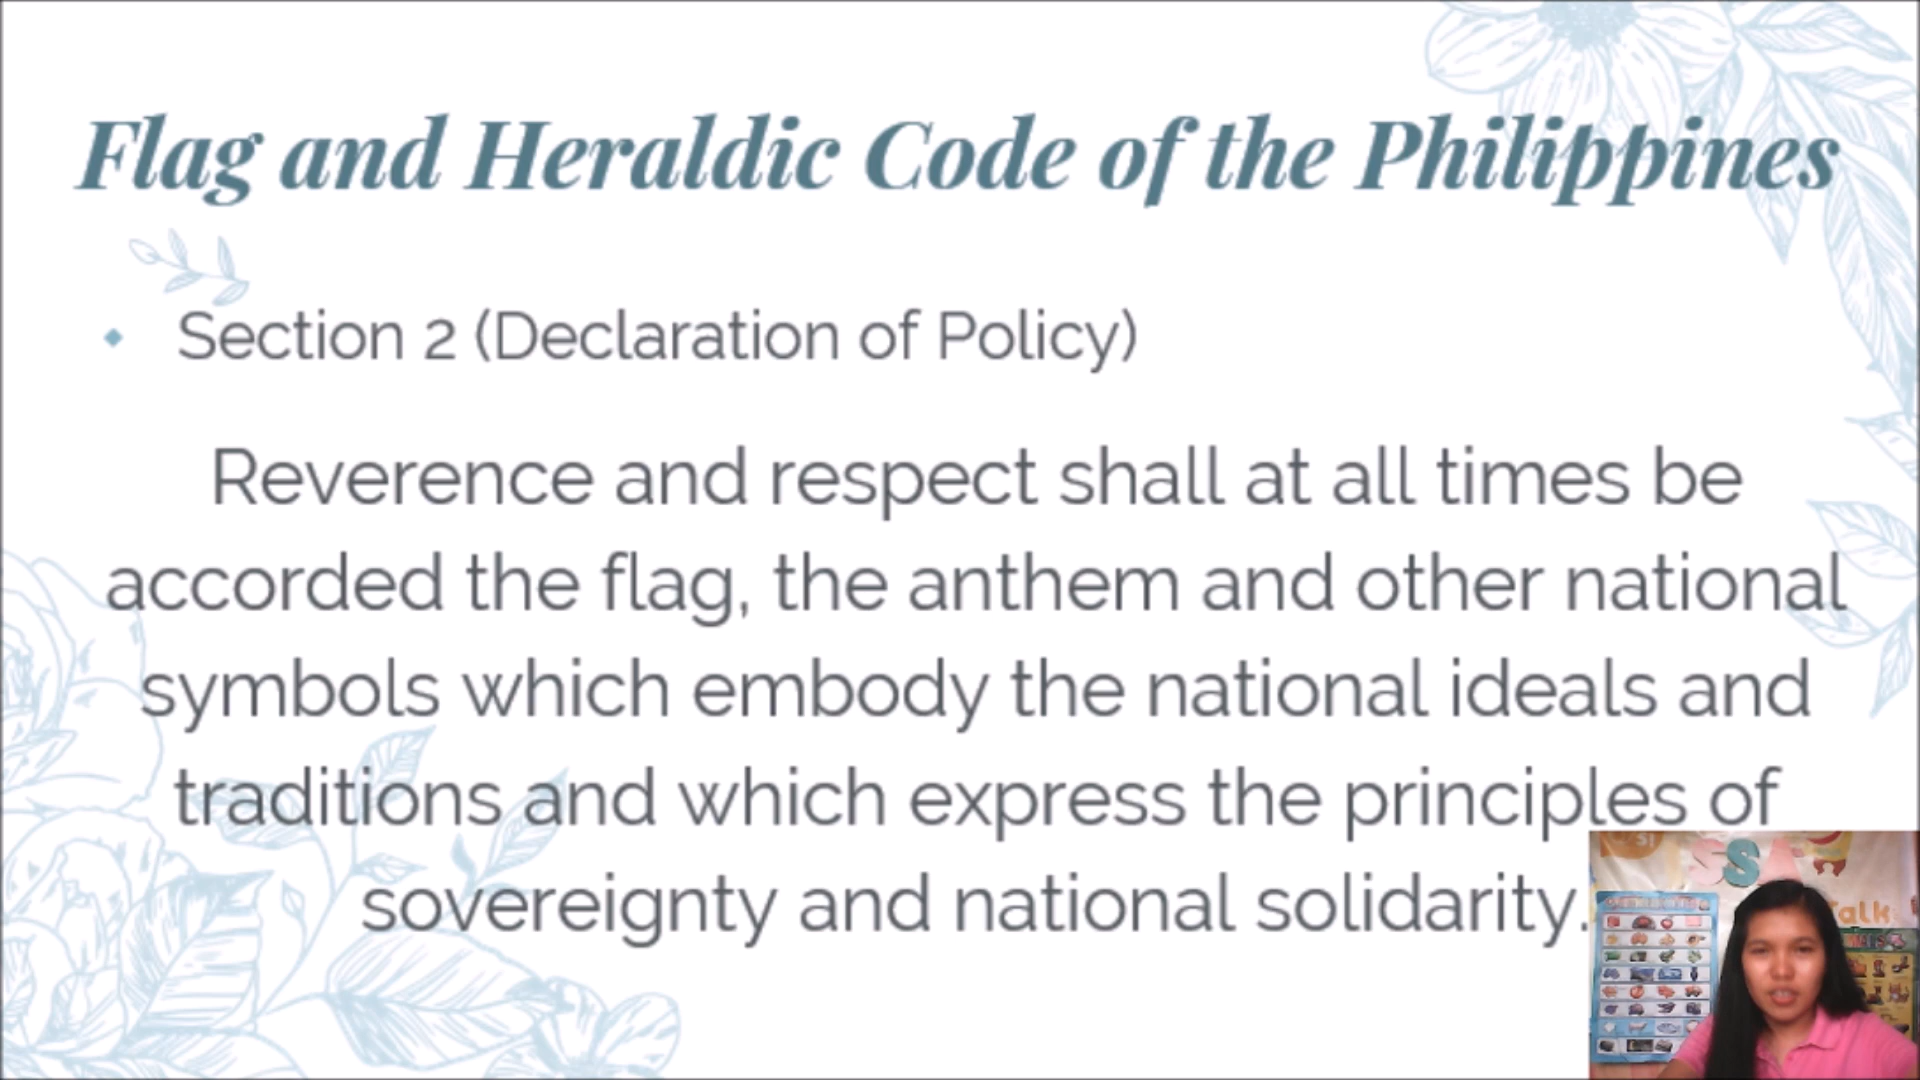 Flag and Heraldic Code of the Philippines
Section 2 (Declaration of Policy)
Reverence and respect shall at all times be
accorded the flag, the anthem and other national
symbols which embody the national ideals and
traditions and which express the principles of
sovereignty and national solidarity.
SSA
Talk